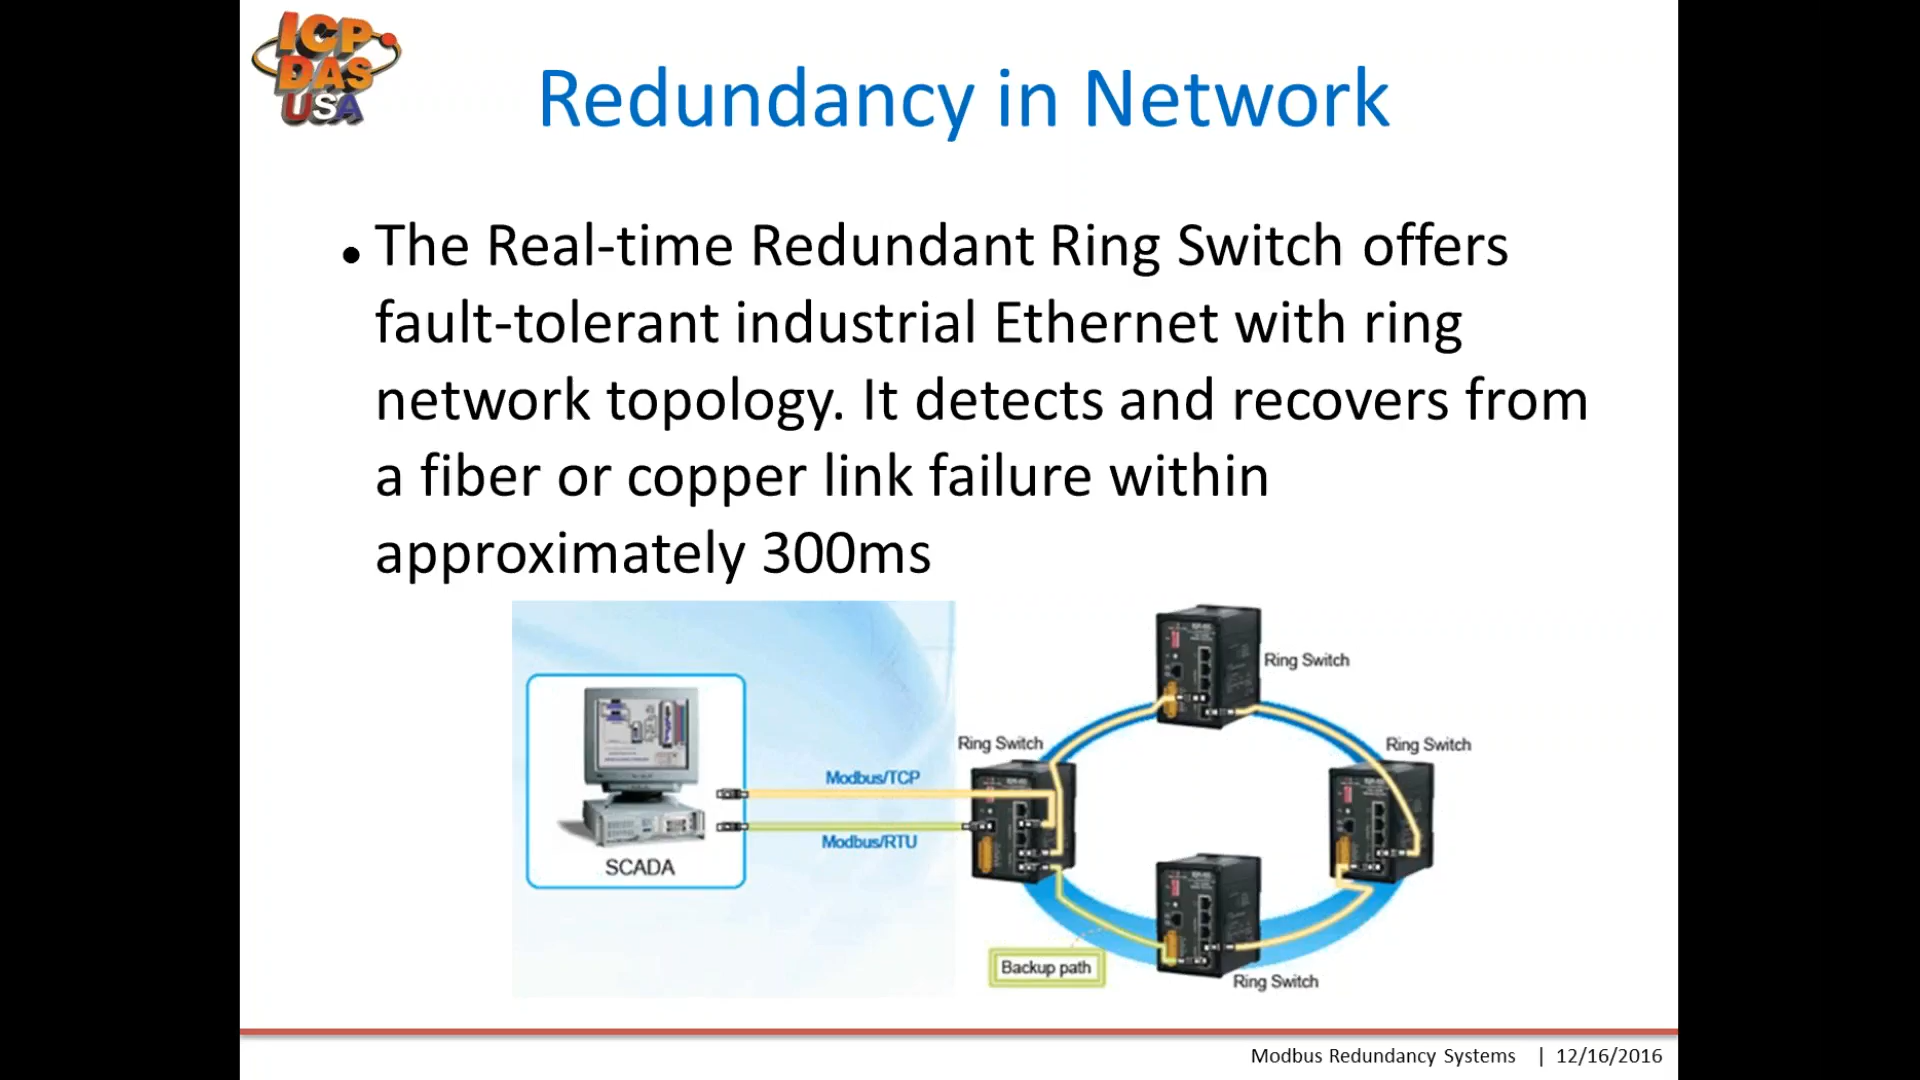 ICP
DAS
USA
Redundancy in Network
• The Real-time Redundant Ring Switch offers
fault-tolerant industrial Ethernet with ring
network topology. It detects and recovers from
a fiber or copper link failure within
approximately 300ms
Ring Switch
Ring Switch
Ring Switch
Modbus/TCP
Modbus/RTU
SCADA
Backup path
Ring Switch
Modbus Redundancy Systems | 12/16/2016